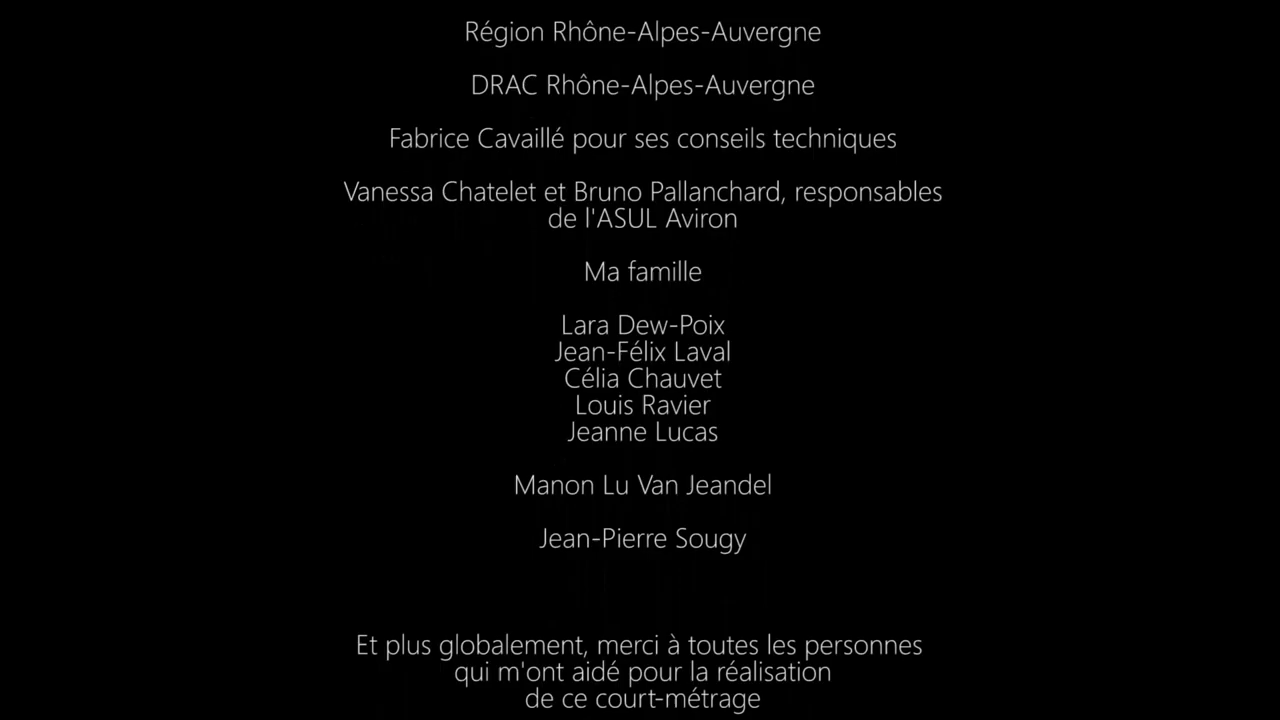 Région Rhône-Alpes-Auvergne
DRAC Rhône-Alpes-Auvergne
Fabrice Cavaillé pour ses conseils techniques
Vanessa Chatelet et Bruno Pallanchard, responsables
de l'ASUL Aviron
Ma famille
Lara Dew-Poix
Jean-Félix Laval
Célia Chauvet
Louis Ravier
Jeanne Lucas
Manon Lu Van Jeandel
Jean-Pierre Sougy
Et plus globalement, merci à toutes les personnes
qui m'ont aidé pour la réalisation
de ce court-métrage